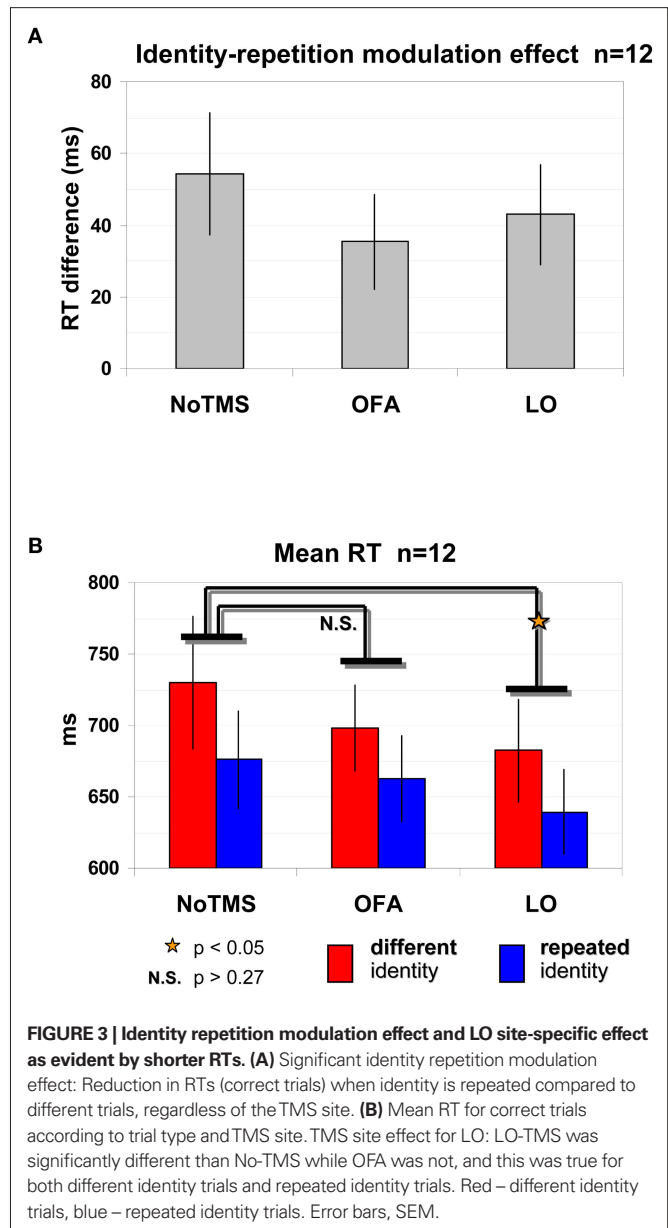 A
Identity-repetition modulation effect n=12
RT difference (ms)
80
60
40
20
0
NoTMS OFA LO
B
Mean RT n=12
ms
800
750
700
650
600
N.S.
NoTMS OFA LO
p < 0.05
N.S. p > 0.27
different identity
repeated identity
FIGURE 3 | Identity repetition modulation effect and LO site-specific effect
as evident by shorter RTs. (A) Significant identity repetition modulation
effect: Reduction in RTs (correct trials) when identity is repeated compared to
different trials, regardless of the TMS site. (B) Mean RT for correct trials
according to trial type and TMS site. TMS site effect for LO: LO-TMS was
significantly different than No-TMS while OFA was not, and this was true for
both different identity trials and repeated identity trials. Red – different identity
trials, blue – repeated identity trials. Error bars, SEM.